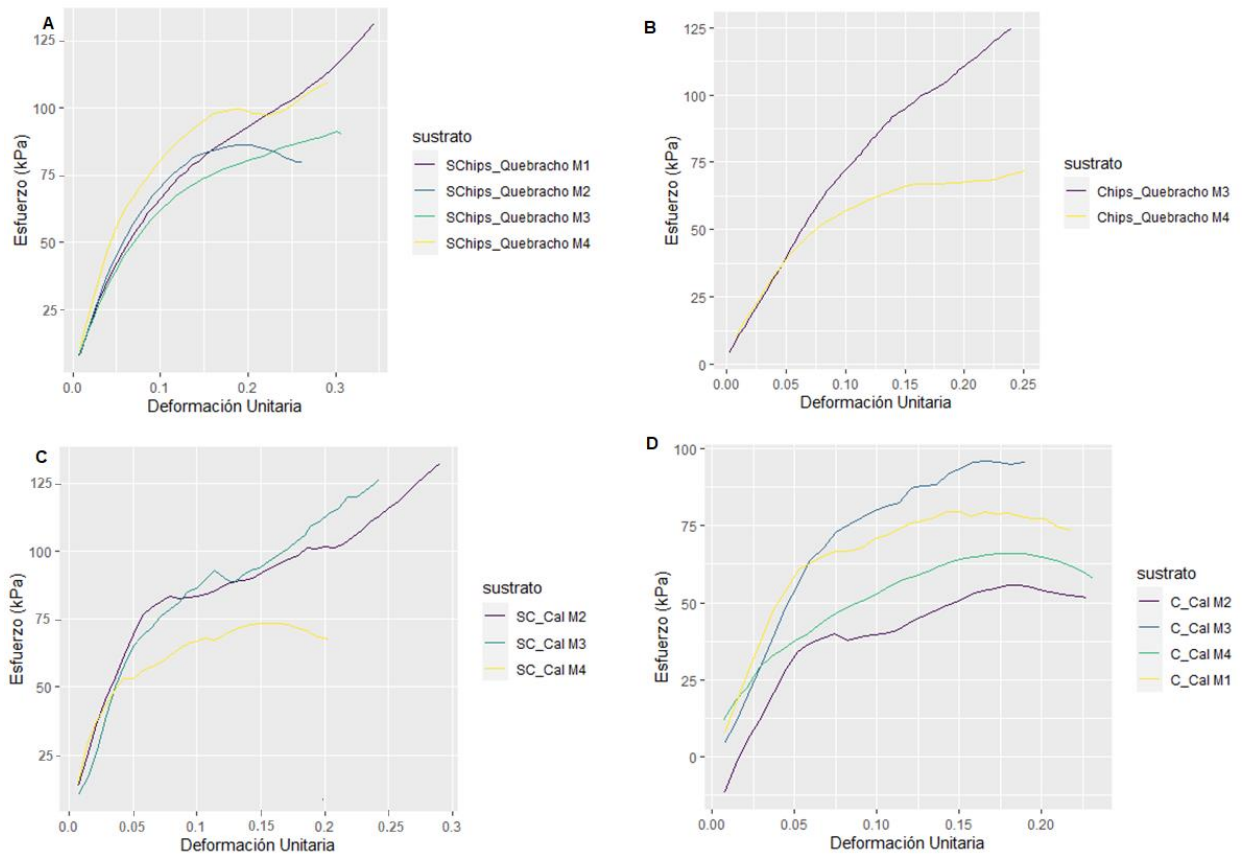 A
Esfuerzo (kPa)
125
100
75
50
25
0.0
0.1
0.2
0.3
Deformación Unitaria
sustrato
SChips_Quebracho M1
SChips_Quebracho M2
SChips_Quebracho M3
SChips_Quebracho M4
B
Esfuerzo (kPa)
125
100
75
50
25
0
0.00
0.05
0.10
0.15
0.20
0.25
Deformación Unitaria
sustrato
Chips_Quebracho M3
Chips_Quebracho M4
C
Esfuerzo (kPa)
125
100
75
50
25
0.0
0.05
0.1
0.15
0.2
0.25
0.3
Deformación Unitaria
sustrato
SC_Cal M2
SC_Cal M3
SC_Cal M4
D
Esfuerzo (kPa)
100
75
50
25
0
0.00
0.05
0.10
0.15
0.20
Deformación Unitaria
sustrato
C_Cal M2
C_Cal M3
C_Cal M4
C_Cal M1